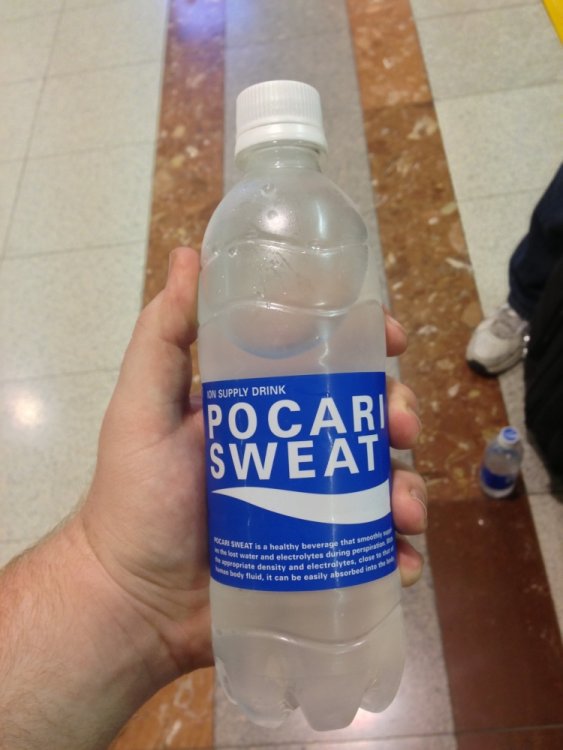 ION SUPPLY DRINK
POCARI
SWEAT
POCARI SWEAT is a healthy beverage that smoothly
as the lost water and electrolytes during perspiration.
the appropriate density and electrolytes, close to that
human body fluid, it can be easily absorbed into the